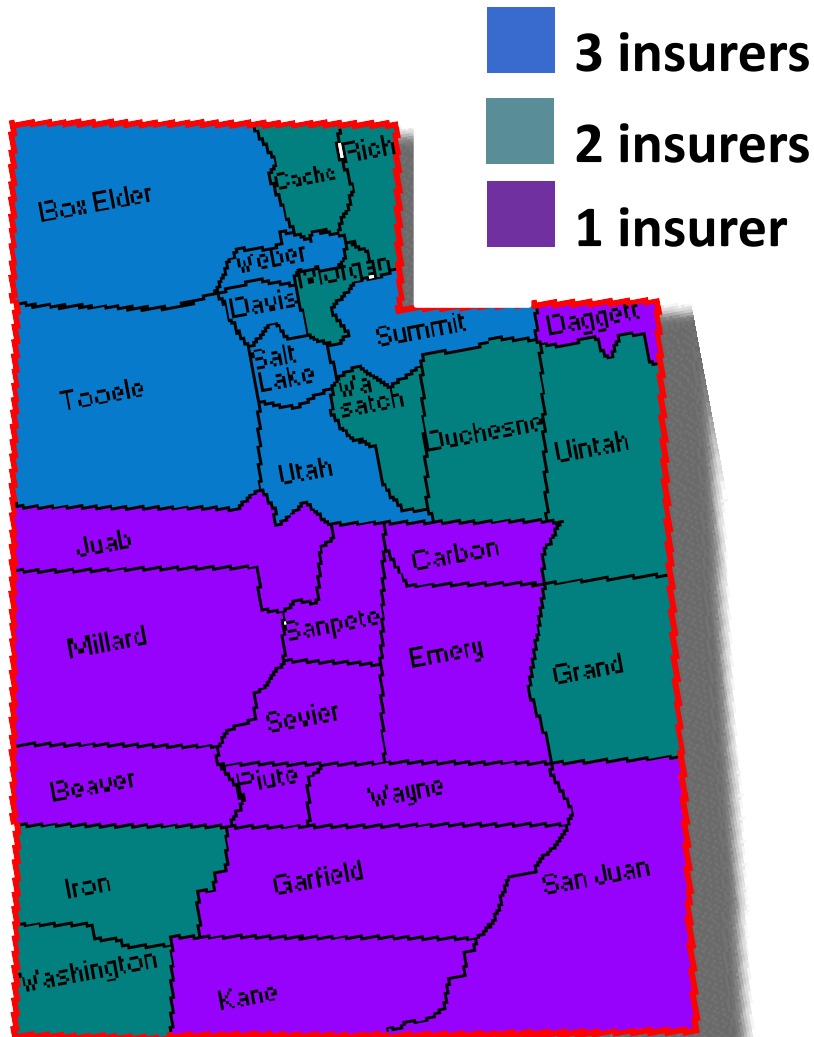 3 insurers
2 insurers
1 insurer
Rich
Cache
Box Elder
Weber
Morgan
Davis
Summit
Daggett
Salt
Lake
Tooele
Wa
satch
Duchesne
Uintah
Utah
Juab
Carbon
Sanpete
Millard
Emery
Grand
Sevier
Beaver
Piute
Wayne
Iron
Garfield
San Juan
Washington
Kane